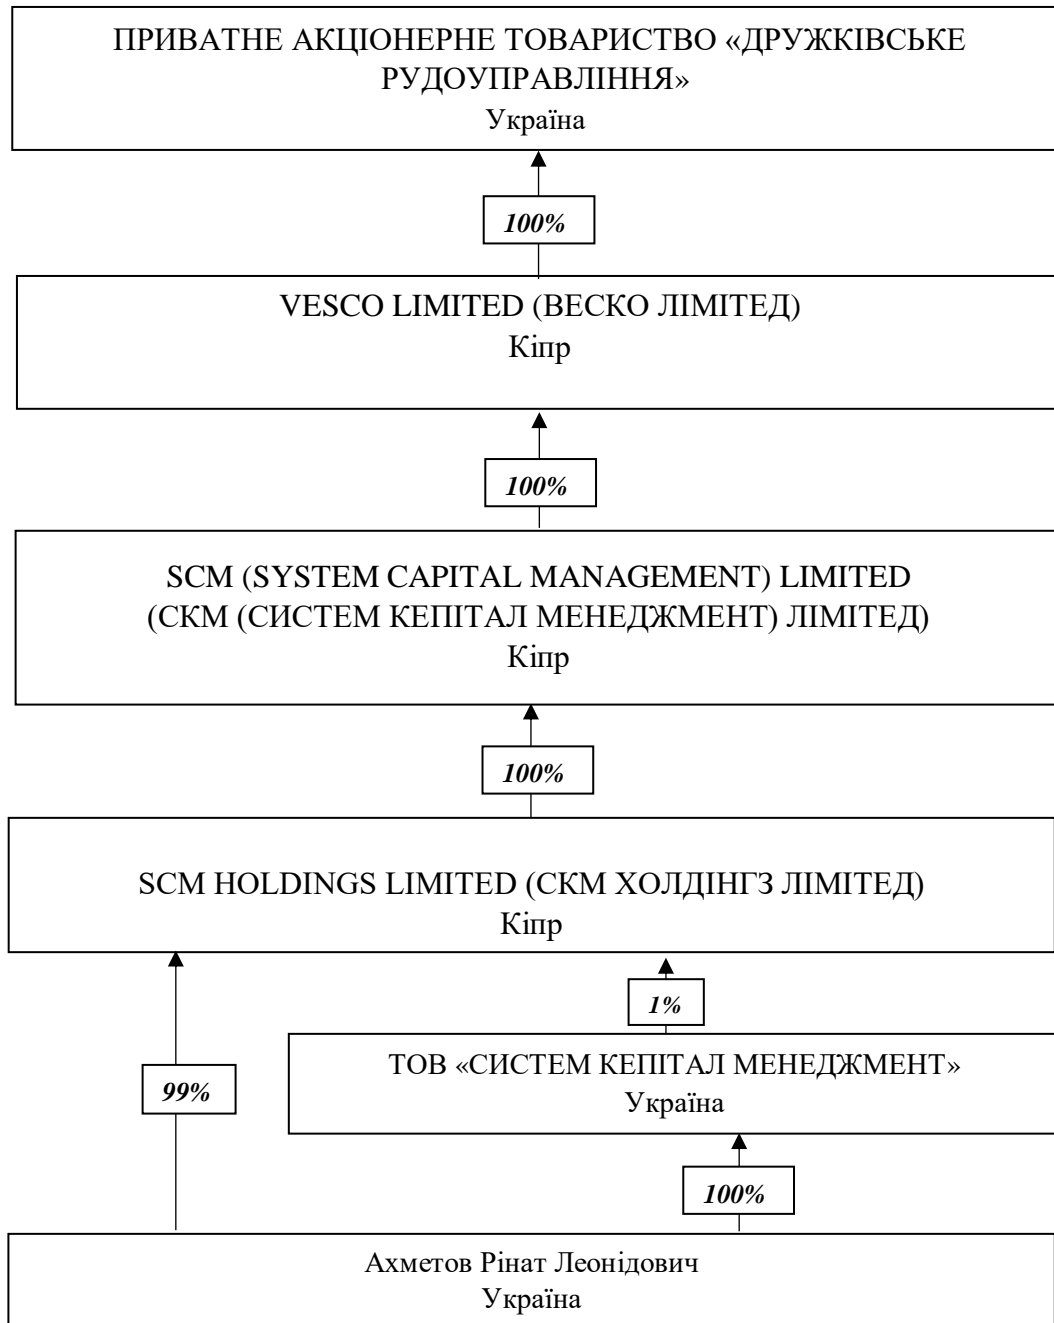 ПРИВАТНЕ АКЦІОНЕРНЕ ТОВАРИСТВО «ДРУЖКІВСЬКЕ
РУДОУПРАВЛІННЯ»
Україна
100%
VESCO LIMITED (ВЕСКО ЛІМІТЕД)
Кіпр
100%
SCM (SYSTEM CAPITAL MANAGEMENT) LIMITED
(СКМ (СИСТЕМ КЕПІТАЛ МЕНЕДЖМЕНТ) ЛІМІТЕД)
Кіпр
100%
SCM HOLDINGS LIMITED (СКМ ХОЛДІНГЗ ЛІМІТЕД)
Кіпр
1%
ТОВ «СИСТЕМ КЕПІТАЛ МЕНЕДЖМЕНТ»
Україна
99%
100%
Ахметов Рінат Леонідович
Україна